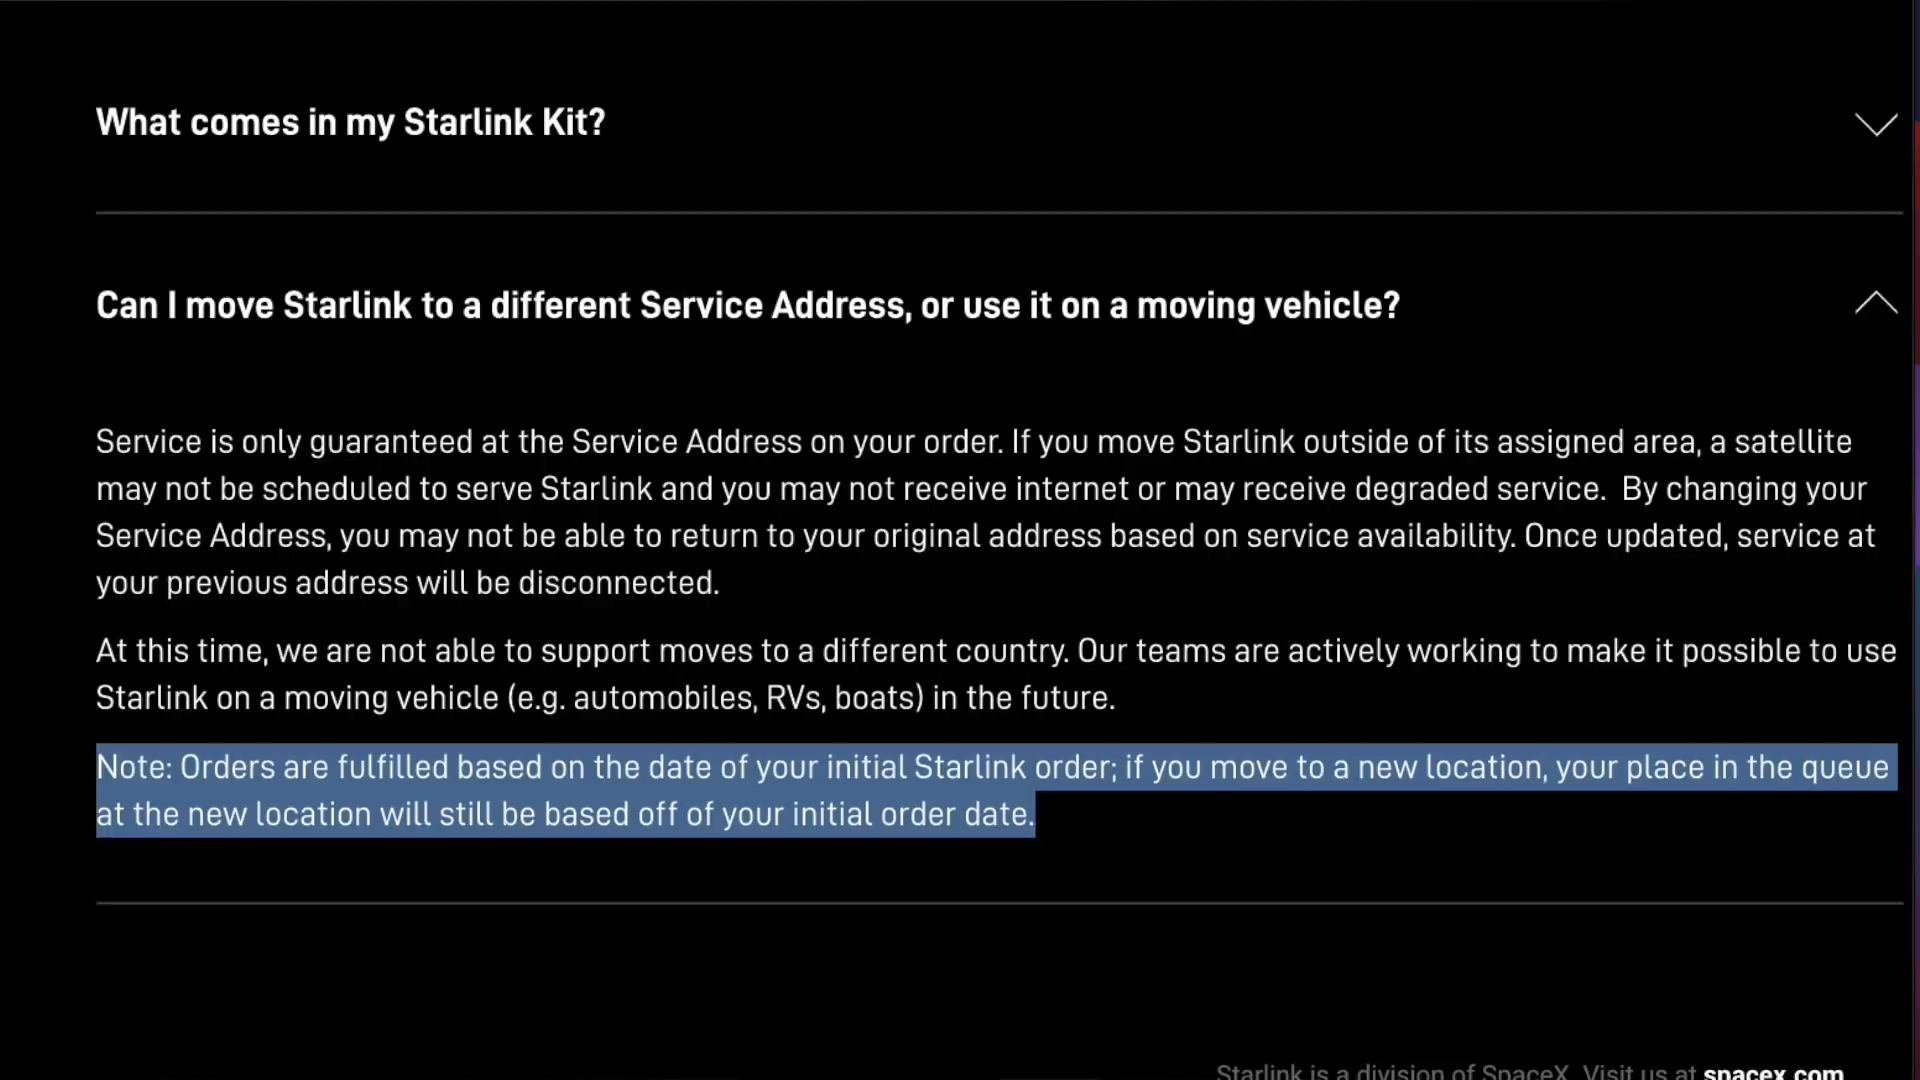 What comes in my Starlink Kit?
Can I move Starlink to a different Service Address, or use it on a moving vehicle?
Service is only guaranteed at the Service Address on your order. If you move Starlink outside of its assigned area, a satellite
may not be scheduled to serve Starlink and you may not receive internet or may receive degraded service.  By changing your
Service Address, you may not be able to return to your original address based on service availability. Once updated, service at
your previous address will be disconnected.
At this time, we are not able to support moves to a different country. Our teams are actively working to make it possible to use
Starlink on a moving vehicle (e.g. automobiles, RVs, boats) in the future.
Note: Orders are fulfilled based on the date of your initial Starlink order; if you move to a new location, your place in the queue
at the new location will still be based off of your initial order date.
Starlink is a division of SpaceX. Visit us at spacex.com